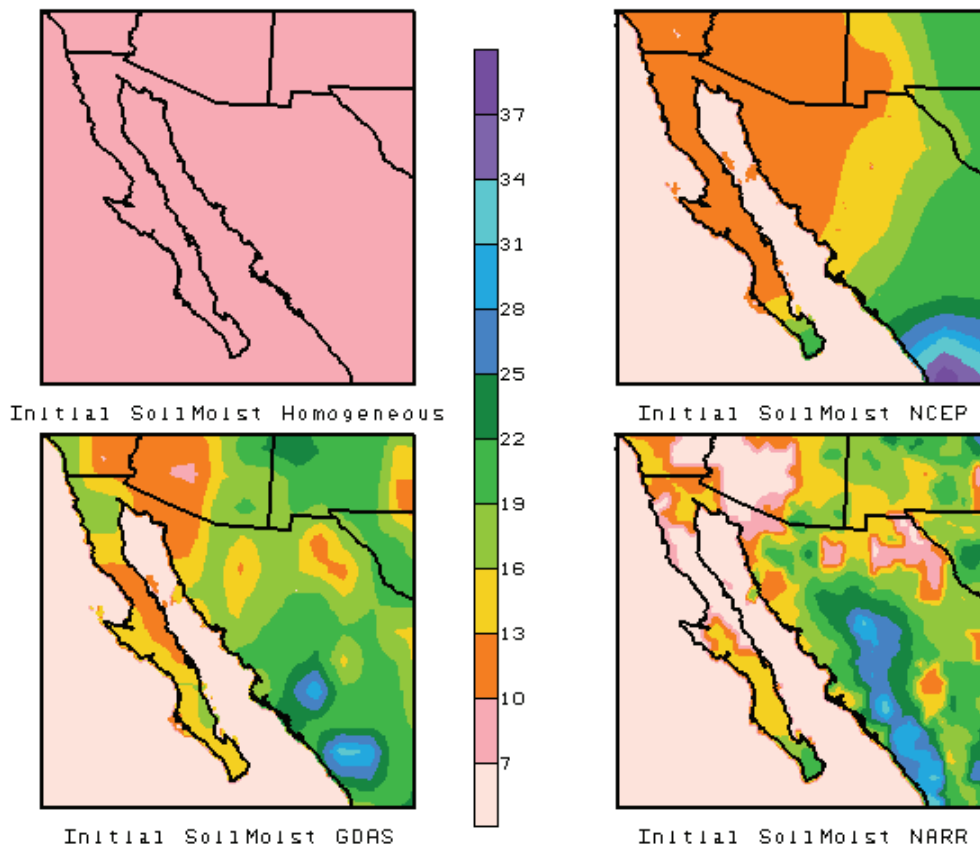 Initial SoilMoist Homogeneous
Initial SoilMoist NCEP
37
34
31
28
25
22
19
16
13
10
7
Initial SoilMoist GDAS
Initial SoilMoist NARR